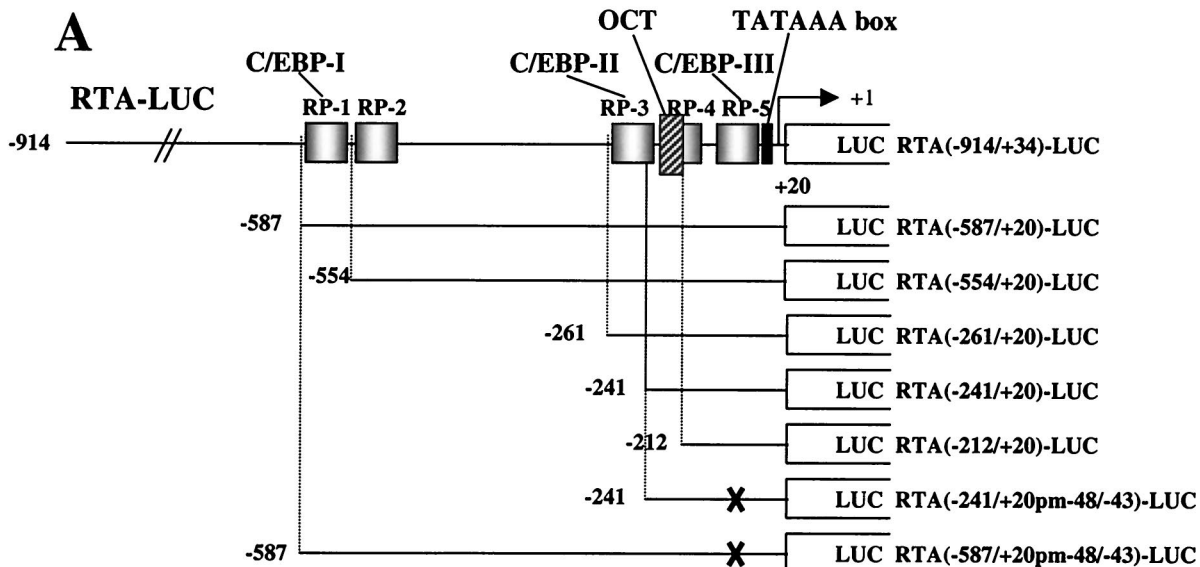 A
OCT
TATAAA box
C/EBP-I
C/EBP-II
C/EBP-III
RTA-LUC
RP-1
RP-2
RP-3
RP-4
RP-5
+1
-914
LUC RTA(-914/+34)-LUC
+20
-587
LUC RTA(-587/+20)-LUC
-554
LUC RTA(-554/+20)-LUC
-261
LUC RTA(-261/+20)-LUC
-241
LUC RTA(-241/+20)-LUC
-212
LUC RTA(-212/+20)-LUC
-241
X
LUC RTA(-241/+20pm-48/-43)-LUC
-587
X
LUC RTA(-587/+20pm-48/-43)-LUC